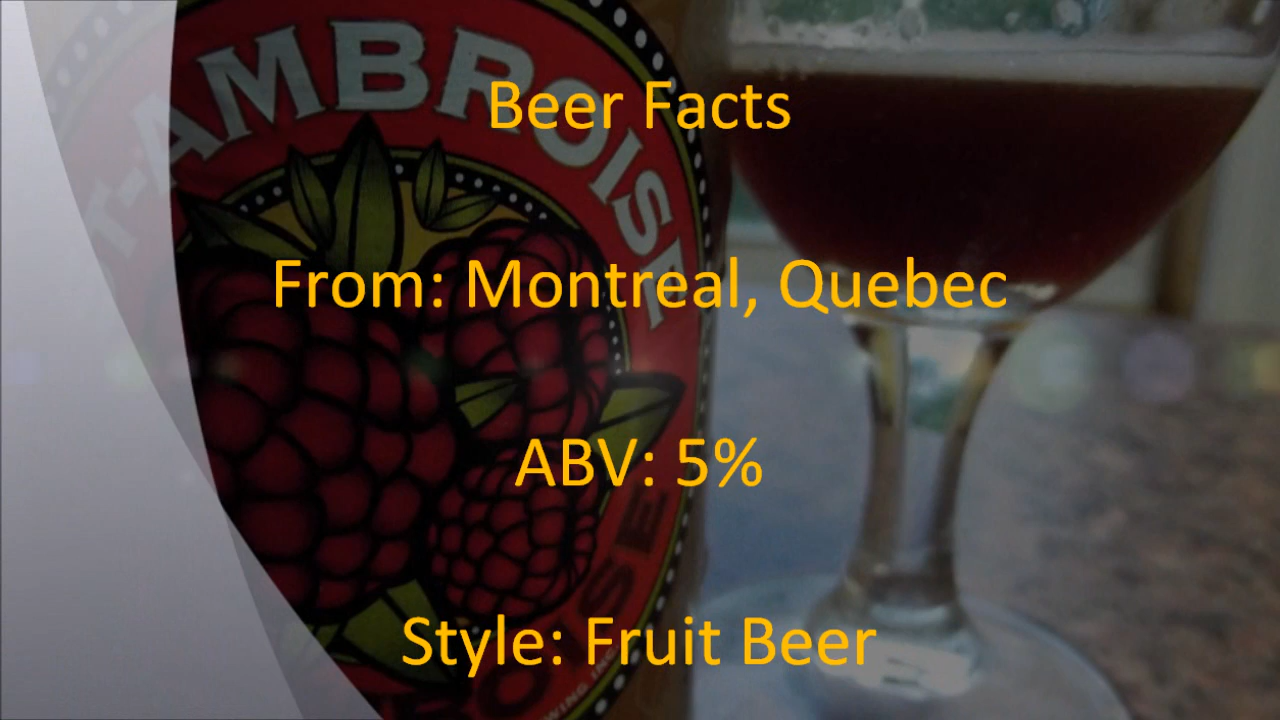 T-AMBROISE
Beer Facts
From: Montreal, Quebec
ABV: 5%
Style: Fruit Beer